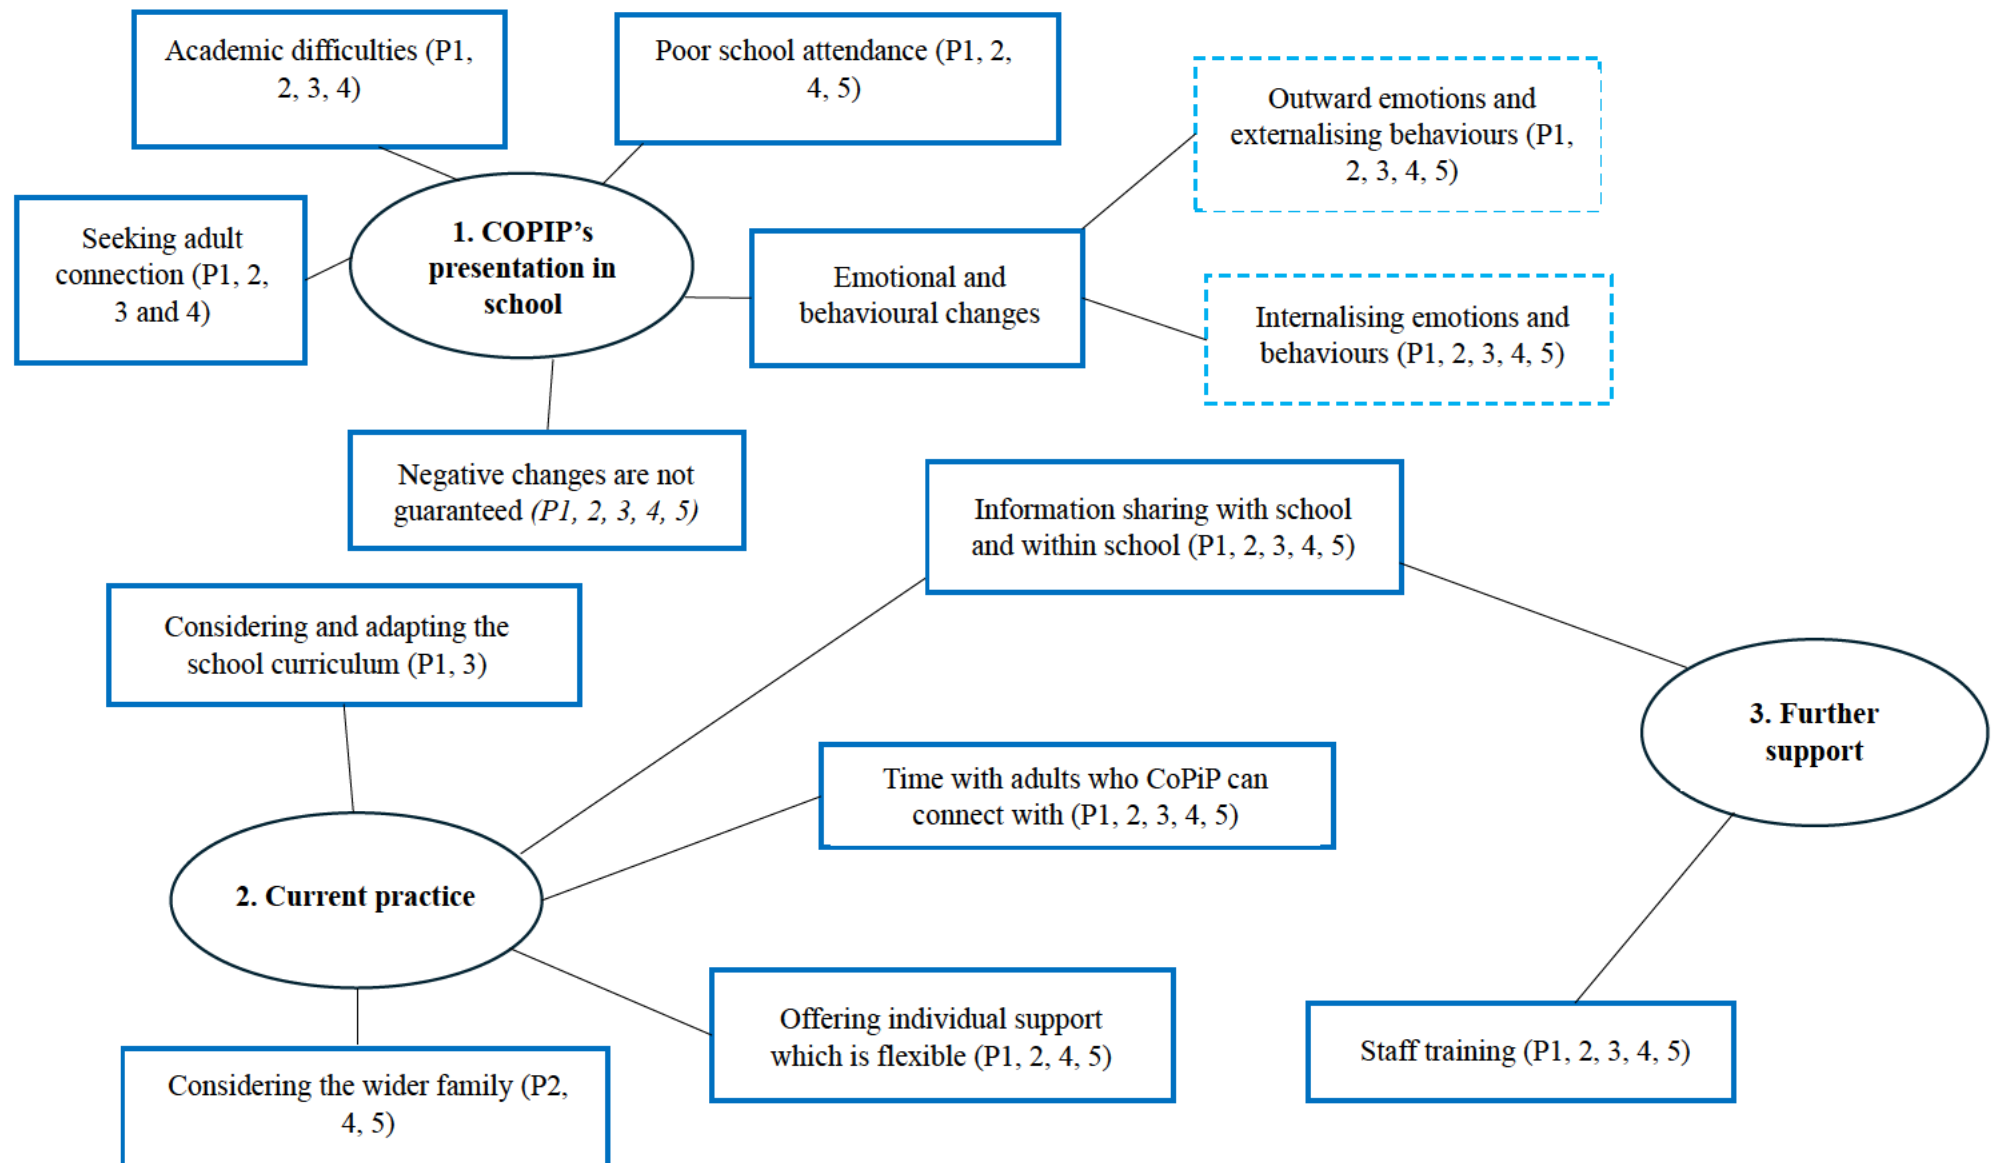 Academic difficulties (P1,
2, 3, 4)
Poor school attendance (P1, 2,
4, 5)
Outward emotions and
externalising behaviours (P1,
2, 3, 4, 5)
Seeking adult
connection (P1, 2,
3 and 4)
1. COPIP’s
presentation in
school
Emotional and
behavioural changes
Internalising emotions and
behaviours (P1, 2, 3, 4, 5)
Negative changes are not
guaranteed (P1, 2, 3, 4, 5)
Information sharing with school
and within school (P1, 2, 3, 4, 5)
Considering and adapting the
school curriculum (P1, 3)
3. Further
support
Time with adults who CoPiP can
connect with (P1, 2, 3, 4, 5)
2. Current practice
Offering individual support
which is flexible (P1, 2, 4, 5)
Staff training (P1, 2, 3, 4, 5)
Considering the wider family (P2,
4, 5)